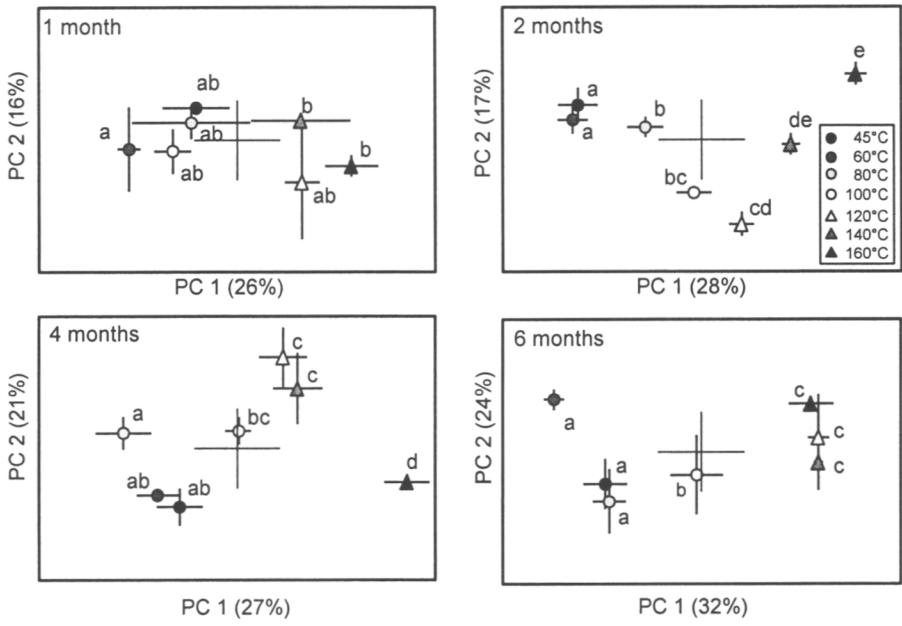 1 month
ab
a
ab
ab
b
b
ab
PC 2 (16%)
PC 1 (26%)
2 months
e
a
a
b
de
bc
cd
PC 2 (17%)
PC 1 (28%)
45°C
60°C
80°C
100°C
120°C
140°C
160°C
4 months
c
c
a
bc
ab
ab
d
PC 2 (21%)
PC 1 (27%)
6 months
a
c
c
c
a
b
a
PC 2 (24%)
PC 1 (32%)